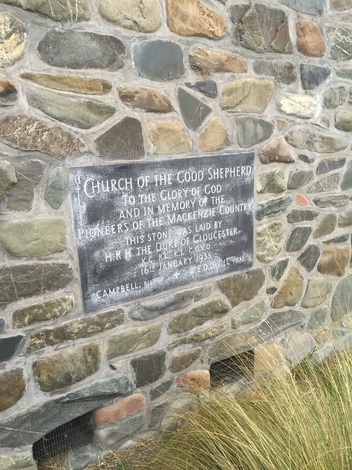 CHURCH OF THE GOOD SHEPHERD
TO THE GLORY OF GOD
AND IN MEMORY OF THE
PIONEERS OF THE MACKENZIE COUNTRY
THIS STONE WAS LAID BY
H.R.H. THE DUKE OF GLOUCESTER
K.G. P.C. K.T. G.C.V.O.
16TH JANUARY 1935
CAMPBELL,